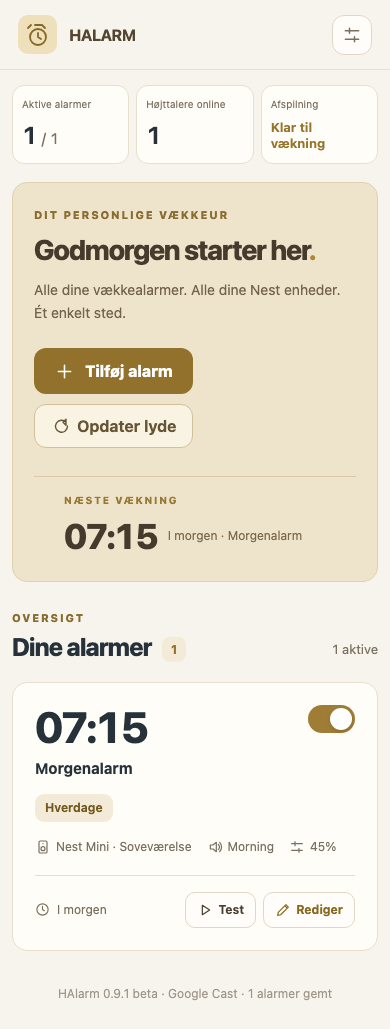 HALARM
Aktive alarmer
1 / 1
Højttalere online
1
Afspilning
Klar til
vækning
DIT PERSONLIGE VÆKKEUR
Godmorgen starter her.
Alle dine vækkealarmer. Alle dine Nest enheder.
Ét enkelt sted.
Tilføj alarm
Opdater lyde
NÆSTE VÆKNING
07:15 I morgen · Morgenalarm
OVERSIGT
Dine alarmer 1
1 aktive
07:15
Morgenalarm
Hverdage
Nest Mini · Soveværelse Morning 45%
I morgen Test Rediger
HAlarm 0.9.1 beta · Google Cast · 1 alarmer gemt